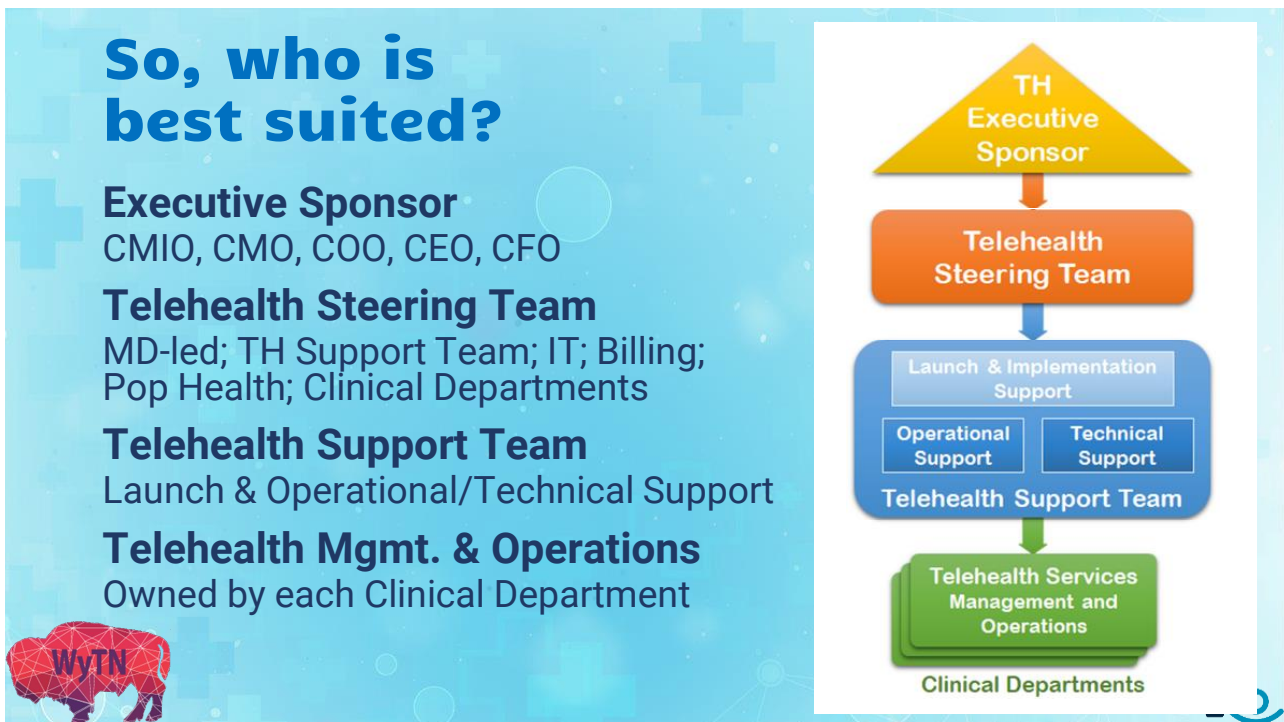 So, who is
best suited?
Executive Sponsor
CMIO, CMO, COO, CEO, CFO
Telehealth Steering Team
MD-led; TH Support Team; IT; Billing;
Pop Health; Clinical Departments
Telehealth Support Team
Launch & Operational/Technical Support
Telehealth Mgmt. & Operations
Owned by each Clinical Department
WyTN
TH
Executive
Sponsor
Telehealth
Steering Team
Launch & Implementation
Support
Operational
Support
Technical
Support
Telehealth Support Team
Telehealth Services
Management and
Operations
Clinical Departments